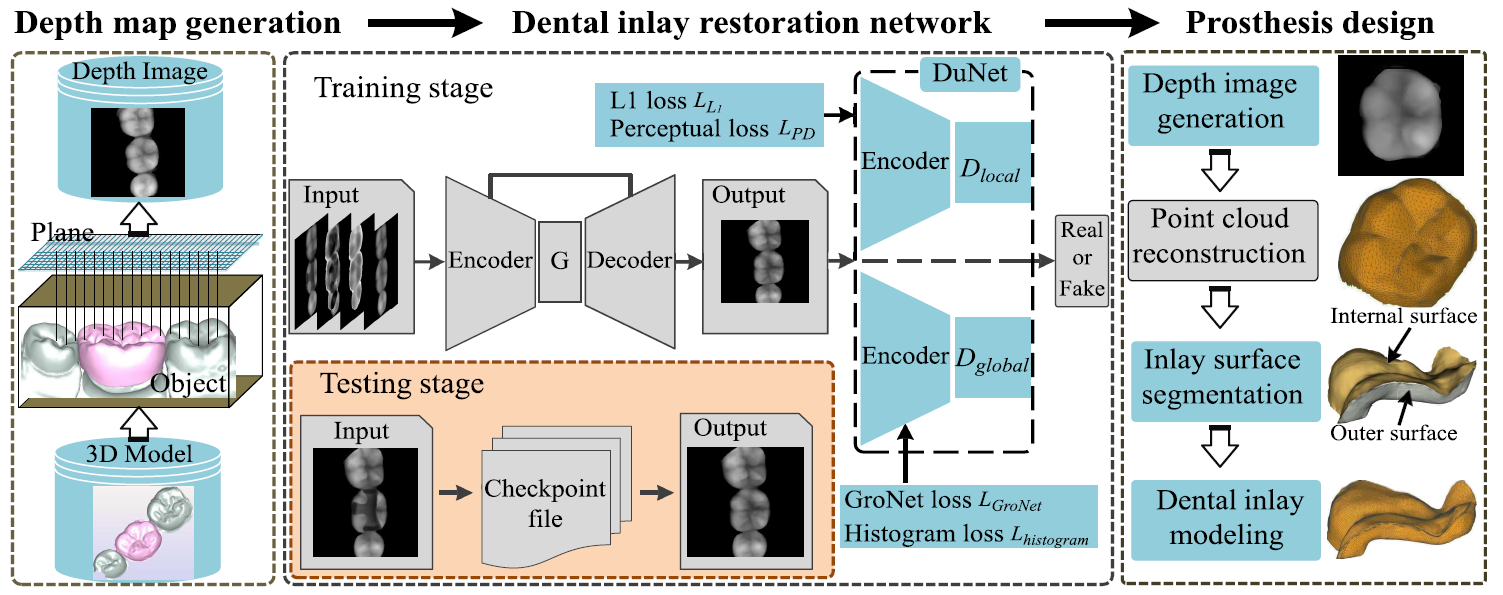 Depth map generation
Dental inlay restoration network
Prosthesis design
Depth Image
Plane
Object
3D Model
Training stage
L1 loss L_{L_1}
Perceptual loss L_{PD}
DuNet
Input
Encoder
G
Decoder
Output
Encoder
D_{local}
Encoder
D_{global}
Real
or
Fake
GroNet loss L_{GroNet}
Histogram loss L_{histogram}
Testing stage
Input
Checkpoint
file
Output
Depth image
generation
Point cloud
reconstruction
Internal surface
Inlay surface
segmentation
Outer surface
Dental inlay
modeling